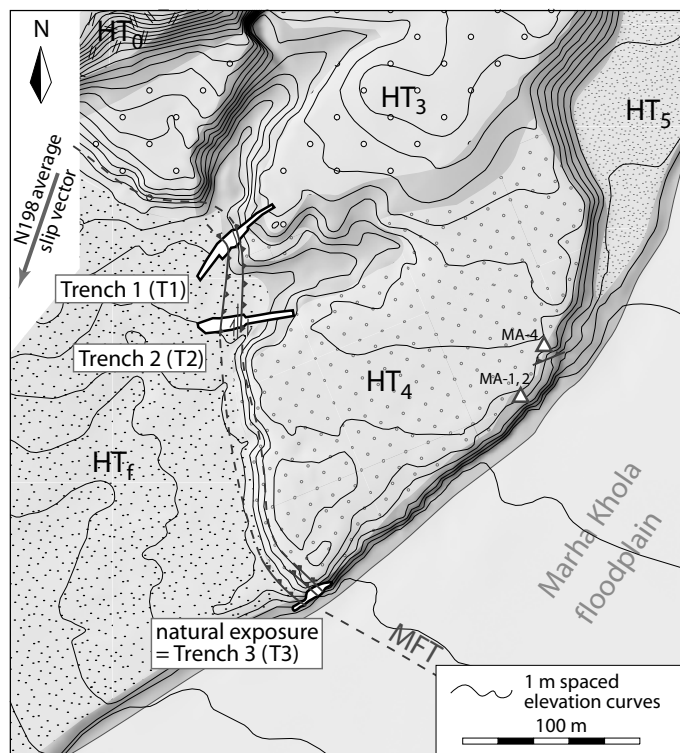 N
HT0
HT3
HT5
N198 average
slip vector
Trench 1 (T1)
Trench 2 (T2)
MA-4
MA-1, 2
HT4
HTf
Marha Khola
floodplain
natural exposure
= Trench 3 (T3)
MFT
1 m spaced
elevation curves
100 m